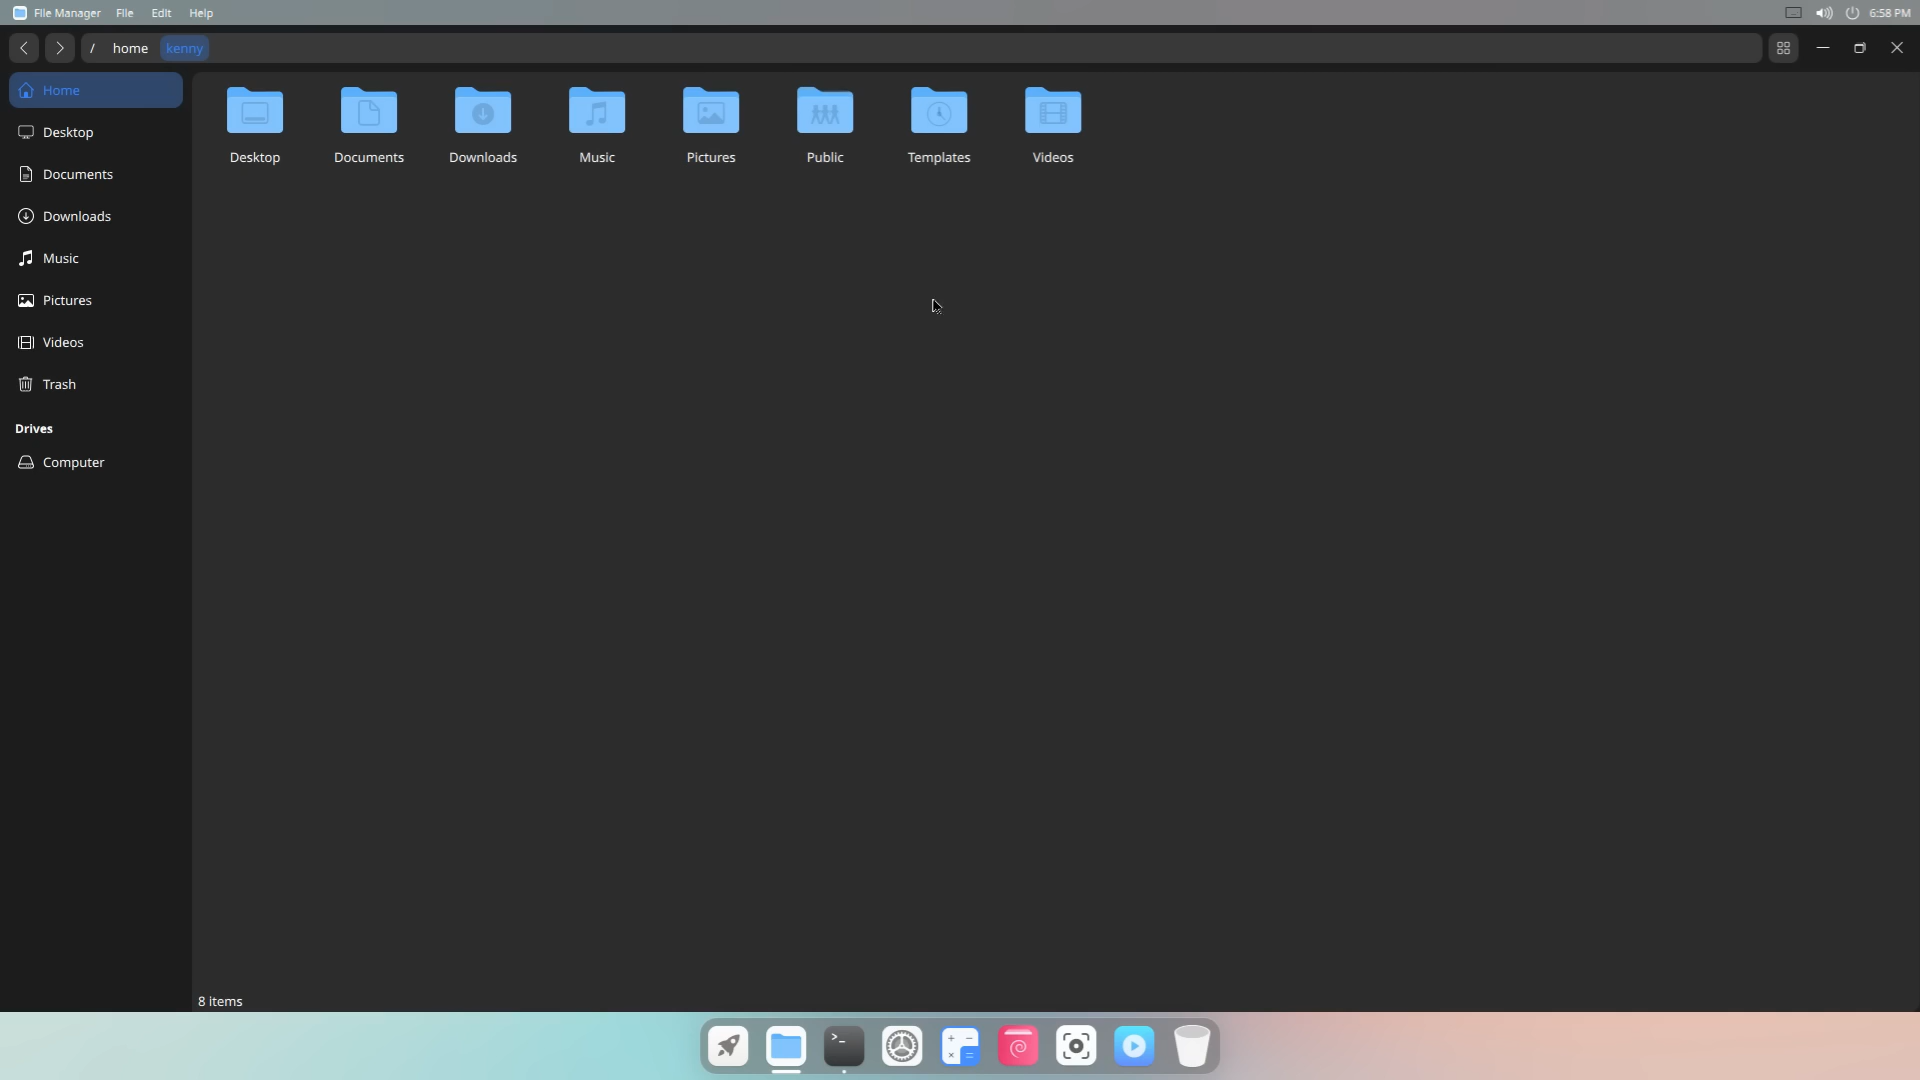 File Manager File Edit Help 6:58 PM
/ home kenny
Home
Desktop
Documents
Downloads
Music
Pictures
Videos
Trash
Drives
Computer
Desktop Documents Downloads Music Pictures Public Templates Videos
8 items
>_